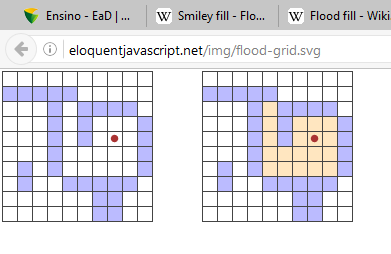 Ensino - EaD | ...
Smiley fill - Flo...
Flood fill - Wiki
eloquentjavascript.net/img/flood-grid.svg